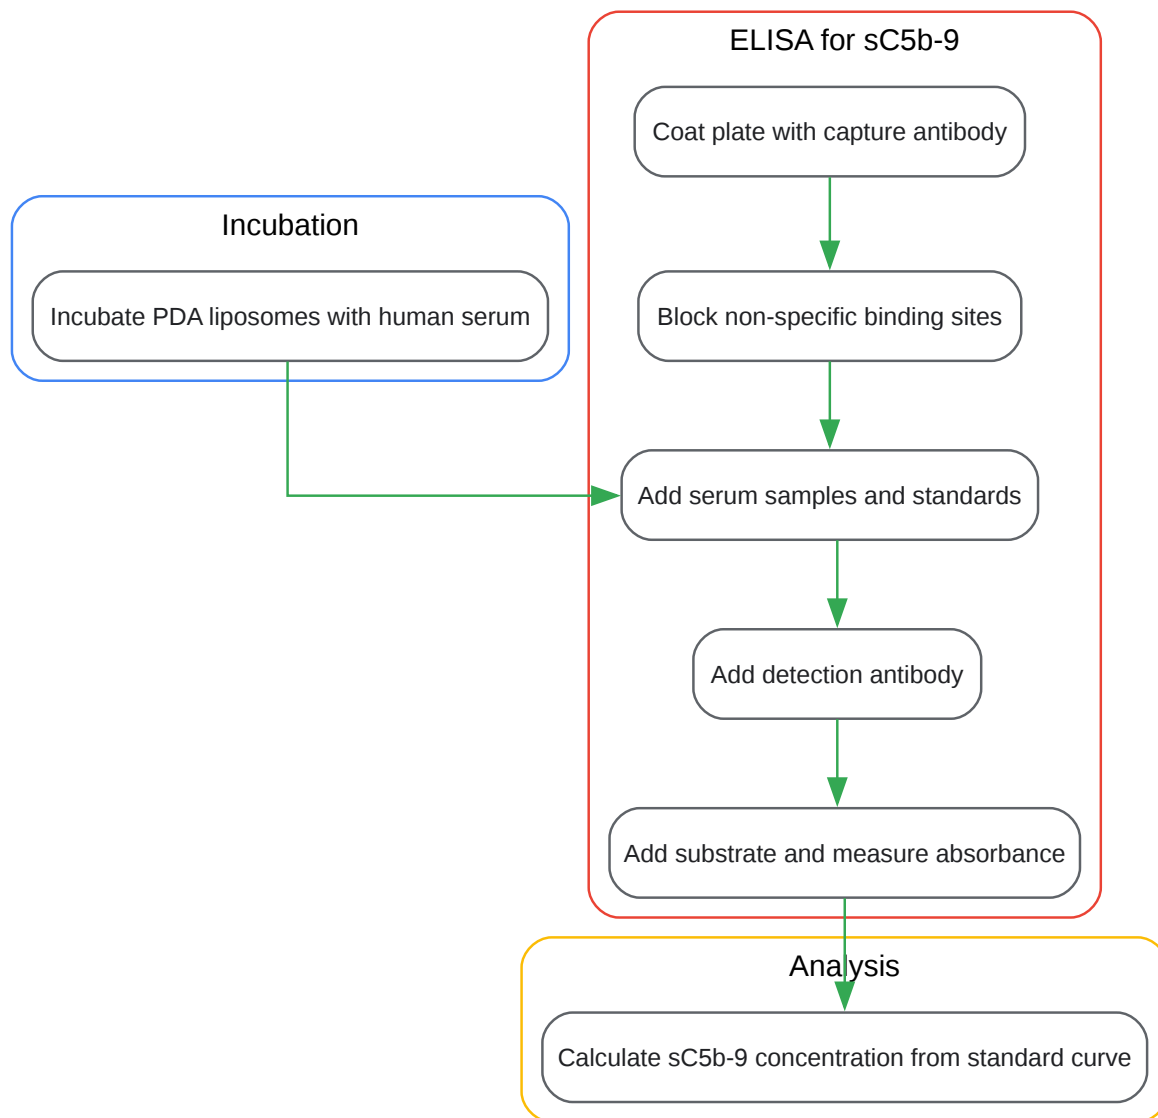 ELISA for sC5b-9
Coat plate with capture antibody
Incubation
Incubate PDA liposomes with human serum
Block non-specific binding sites
Add serum samples and standards
Add detection antibody
Add substrate and measure absorbance
Analysis
Calculate sC5b-9 concentration from standard curve